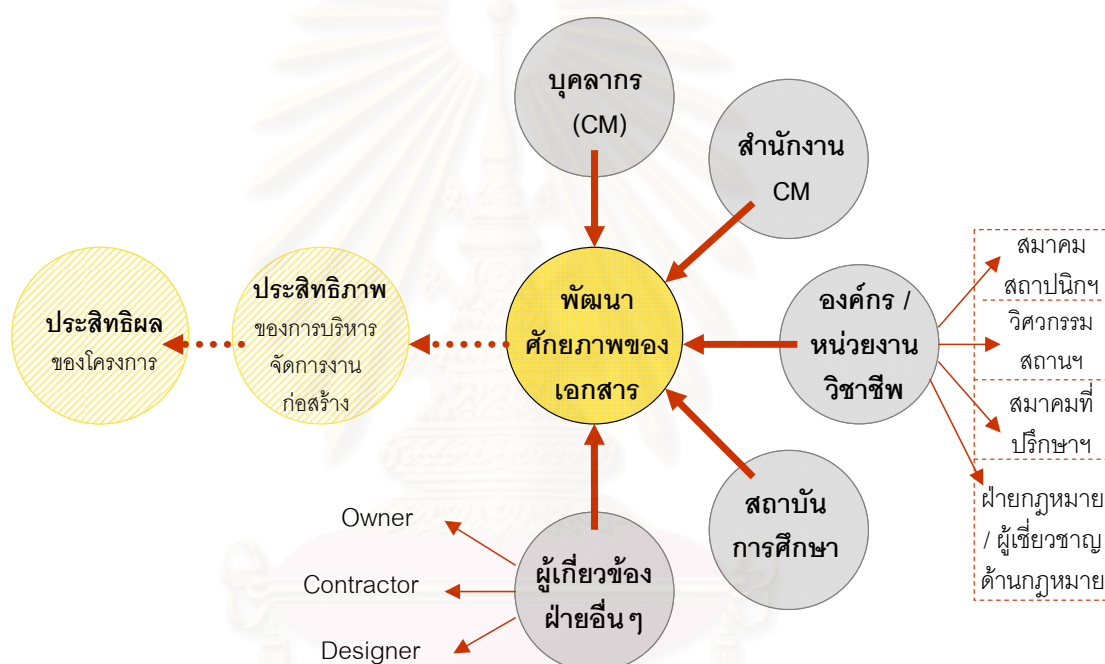 บุคลากร
(CM)
สำนักงาน
CM
สมาคม
สถาปนิกฯ
วิศวกรรม
สถานฯ
สมาคมที่
ปรึกษาฯ
ฝ่ายกฎหมาย
/ ผู้เชี่ยวชาญ
ด้านกฎหมาย
องค์กร /
หน่วยงาน
วิชาชีพ
พัฒนา
ศักยภาพของ
เอกสาร
ประสิทธิภาพ
ของการบริหาร
จัดการงาน
ก่อสร้าง
ประสิทธิผล
ของโครงการ
สถาบัน
การศึกษา
ผู้เกี่ยวข้อง
ฝ่ายอื่น ๆ
Owner
Contractor
Designer